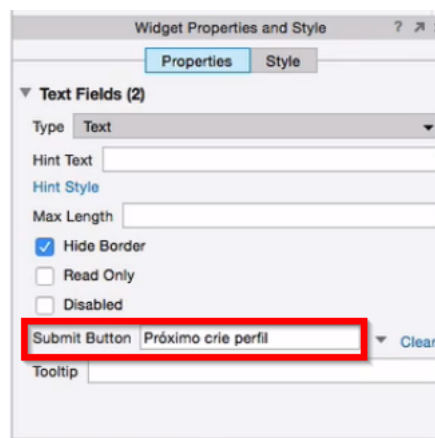 Widget Properties and Style ?
Properties Style
Text Fields (2)
Type Text
Hint Text
Hint Style
Max Length
Hide Border
Read Only
Disabled
Submit Button Próximo crie perfil Clear
Tooltip